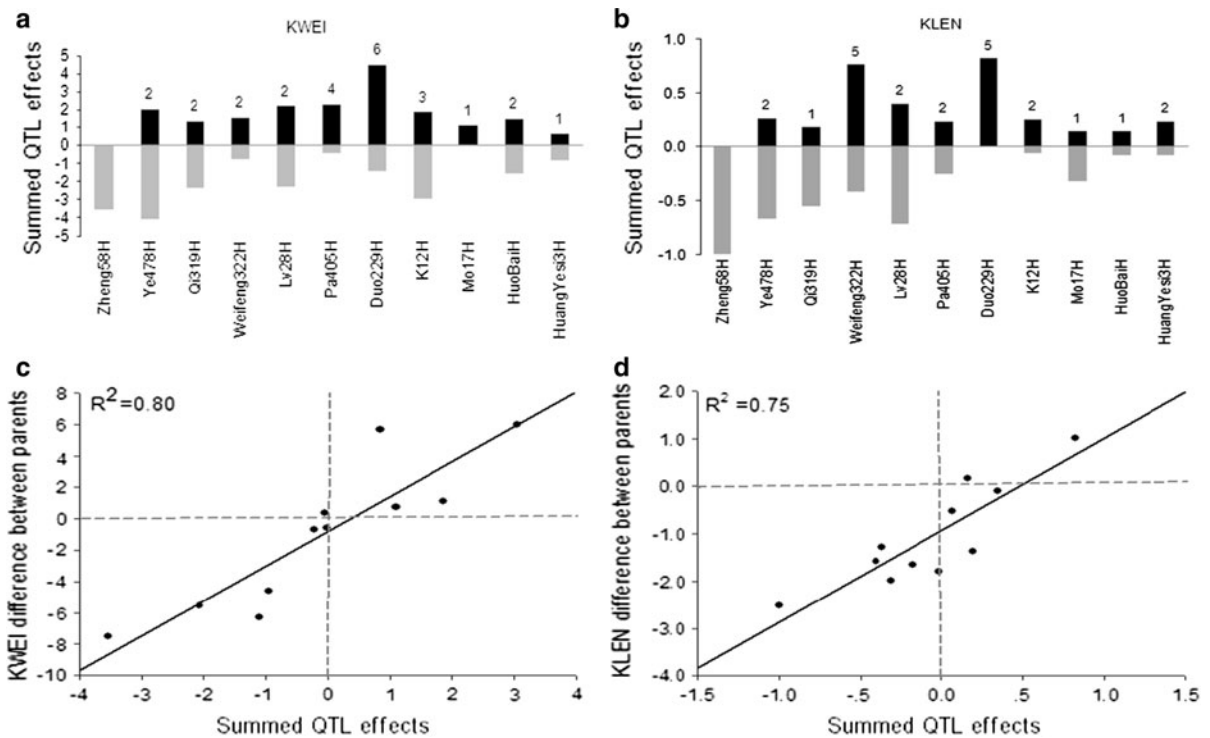 a
KWEI
Summed QTL effects
5
4
3
2
1
0
-1
-2
-3
-4
-5
2
2
2
2
4
6
3
1
2
1
Zheng58H
Ye478H
Qi319H
Weifeng322H
Lv28H
Pa405H
Duo229H
K12H
Mo17H
HuoBaiH
HuangYesi3H
b
KLEN
Summed QTL effects
1.0
0.5
0.0
-0.5
-1.0
2
1
5
2
2
5
2
1
1
2
Zheng58H
Ye478H
Qi319H
Weifeng322H
Lv28H
Pa405H
Duo229H
K12H
Mo17H
HuoBaiH
HuangYesi3H
c
R²=0.80
KWEI difference between parents
8
6
4
2
0
-2
-4
-6
-8
-10
-4 -3 -2 -1 0 1 2 3 4
Summed QTL effects
d
R² =0.75
KLEN difference between parents
2.0
1.0
0.0
-1.0
-2.0
-3.0
-4.0
-1.5 -1.0 -.5 0.0 .5 1.0 1.5
Summed QTL effects